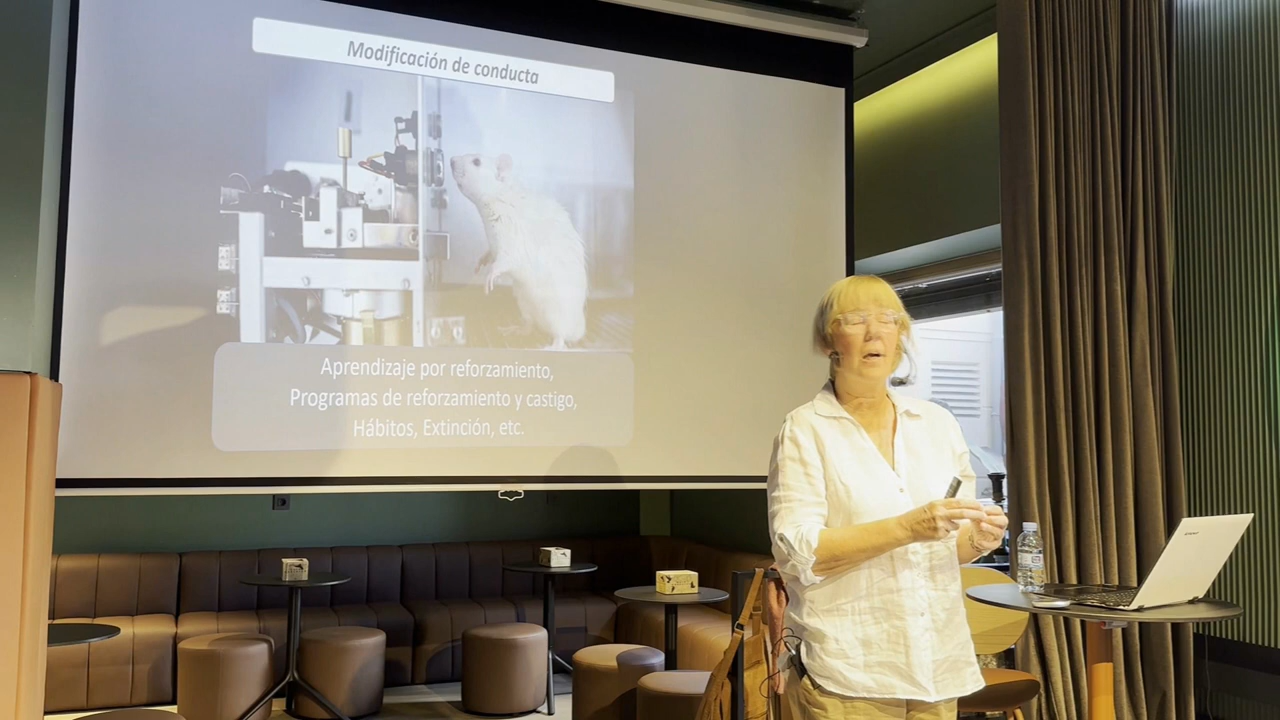 Modificación de conducta
Aprendizaje por reforzamiento,
Programas de reforzamiento y castigo,
Hábitos, Extinción, etc.